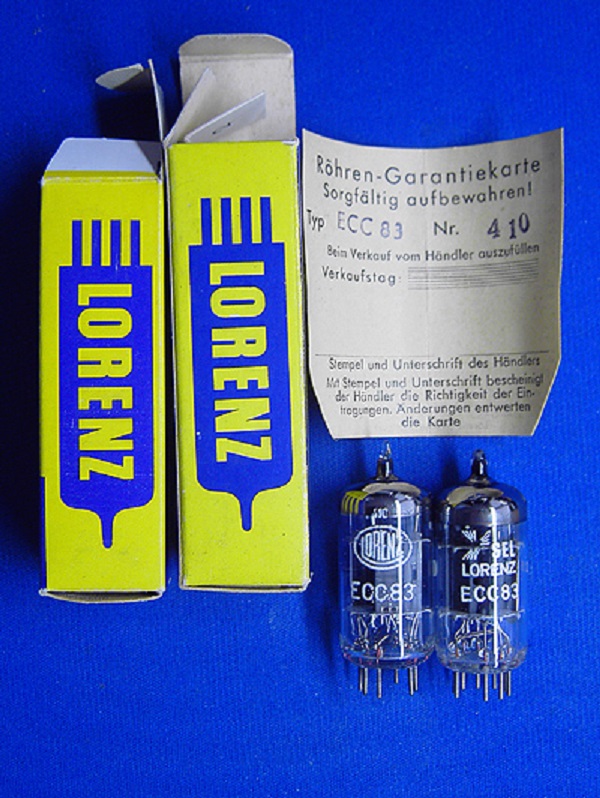 LORENZ
LORENZ
Röhren-Garantiekarte
Sorgfältig aufbewahren!
Typ ECC 83 Nr. 410
Beim Verkauf vom Händler auszufüllen
Verkaufstag:
Stempel und Unterschrift des Händlers
Mit Stempel und Unterschrift bescheinigt
der Händler die Richtigkeit der Ein-
tragungen. Änderungen entwerten
die Karte
LORENZ
ECC83
SEL
LORENZ
ECC83